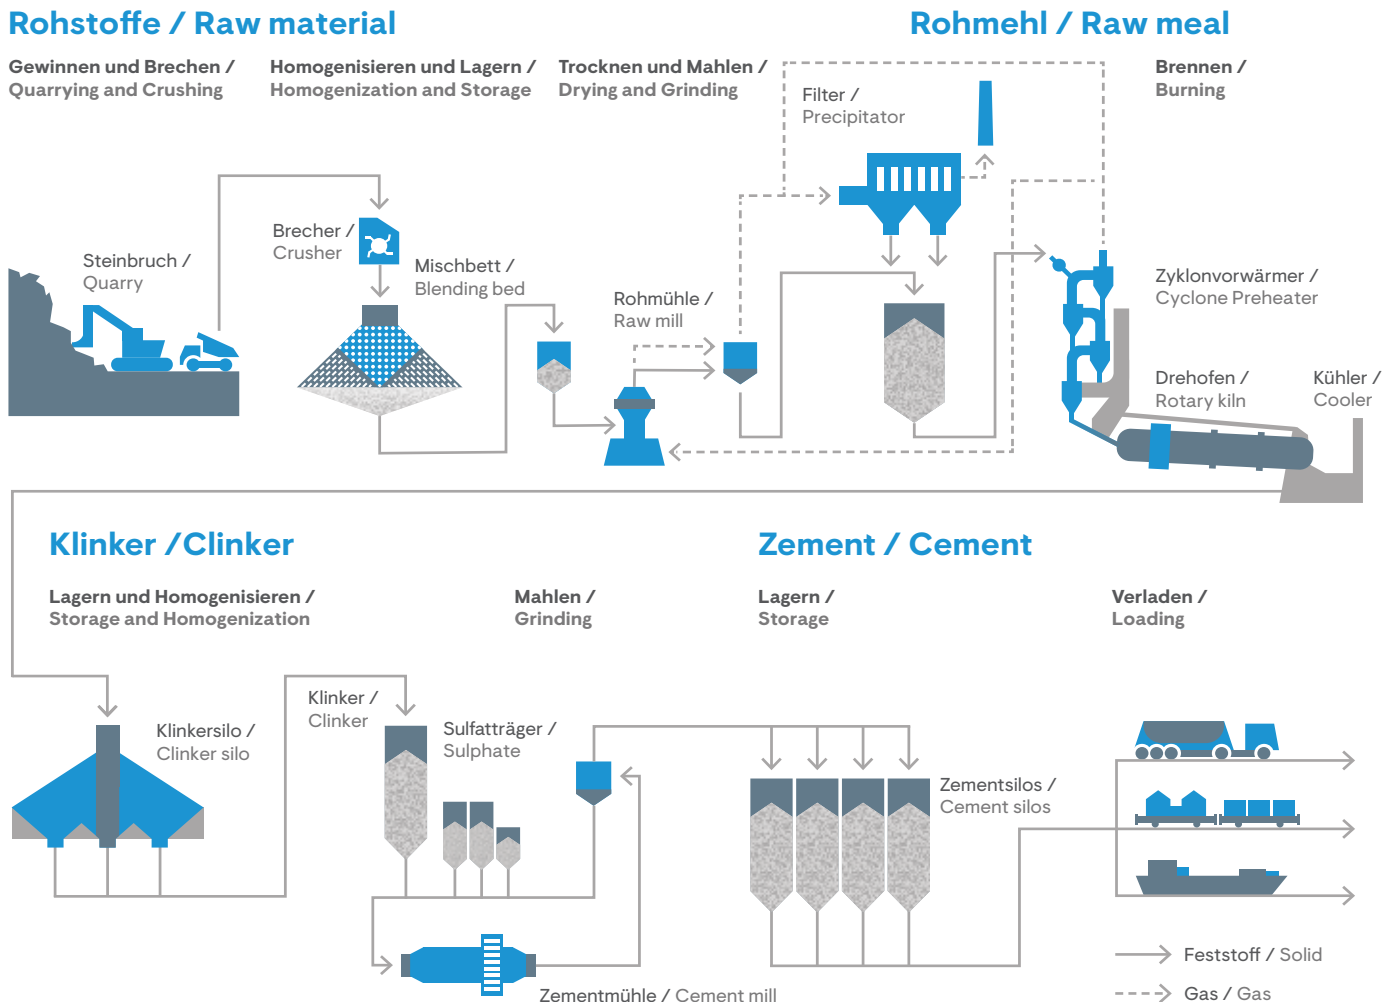 Rohstoffe / Raw material
Rohmehl / Raw meal
Gewinnen und Brechen /
Quarrying and Crushing
Homogenisieren und Lagern /
Homogenization and Storage
Trocknen und Mahlen /
Drying and Grinding
Brennen /
Burning
Filter /
Precipitator
Steinbruch /
Quarry
Brecher /
Crusher
Mischbett /
Blending bed
Rohmühle /
Raw mill
Zyklonvorwärmer /
Cyclone Preheater
Drehofen /
Rotary kiln
Kühler /
Cooler
Klinker /Clinker
Zement / Cement
Lagern und Homogenisieren /
Storage and Homogenization
Mahlen /
Grinding
Lagern /
Storage
Verladen /
Loading
Klinkersilo /
Clinker silo
Klinker /
Clinker
Sulfatträger /
Sulphate
Zementsilos /
Cement silos
Zementmühle / Cement mill
Feststoff / Solid
Gas / Gas